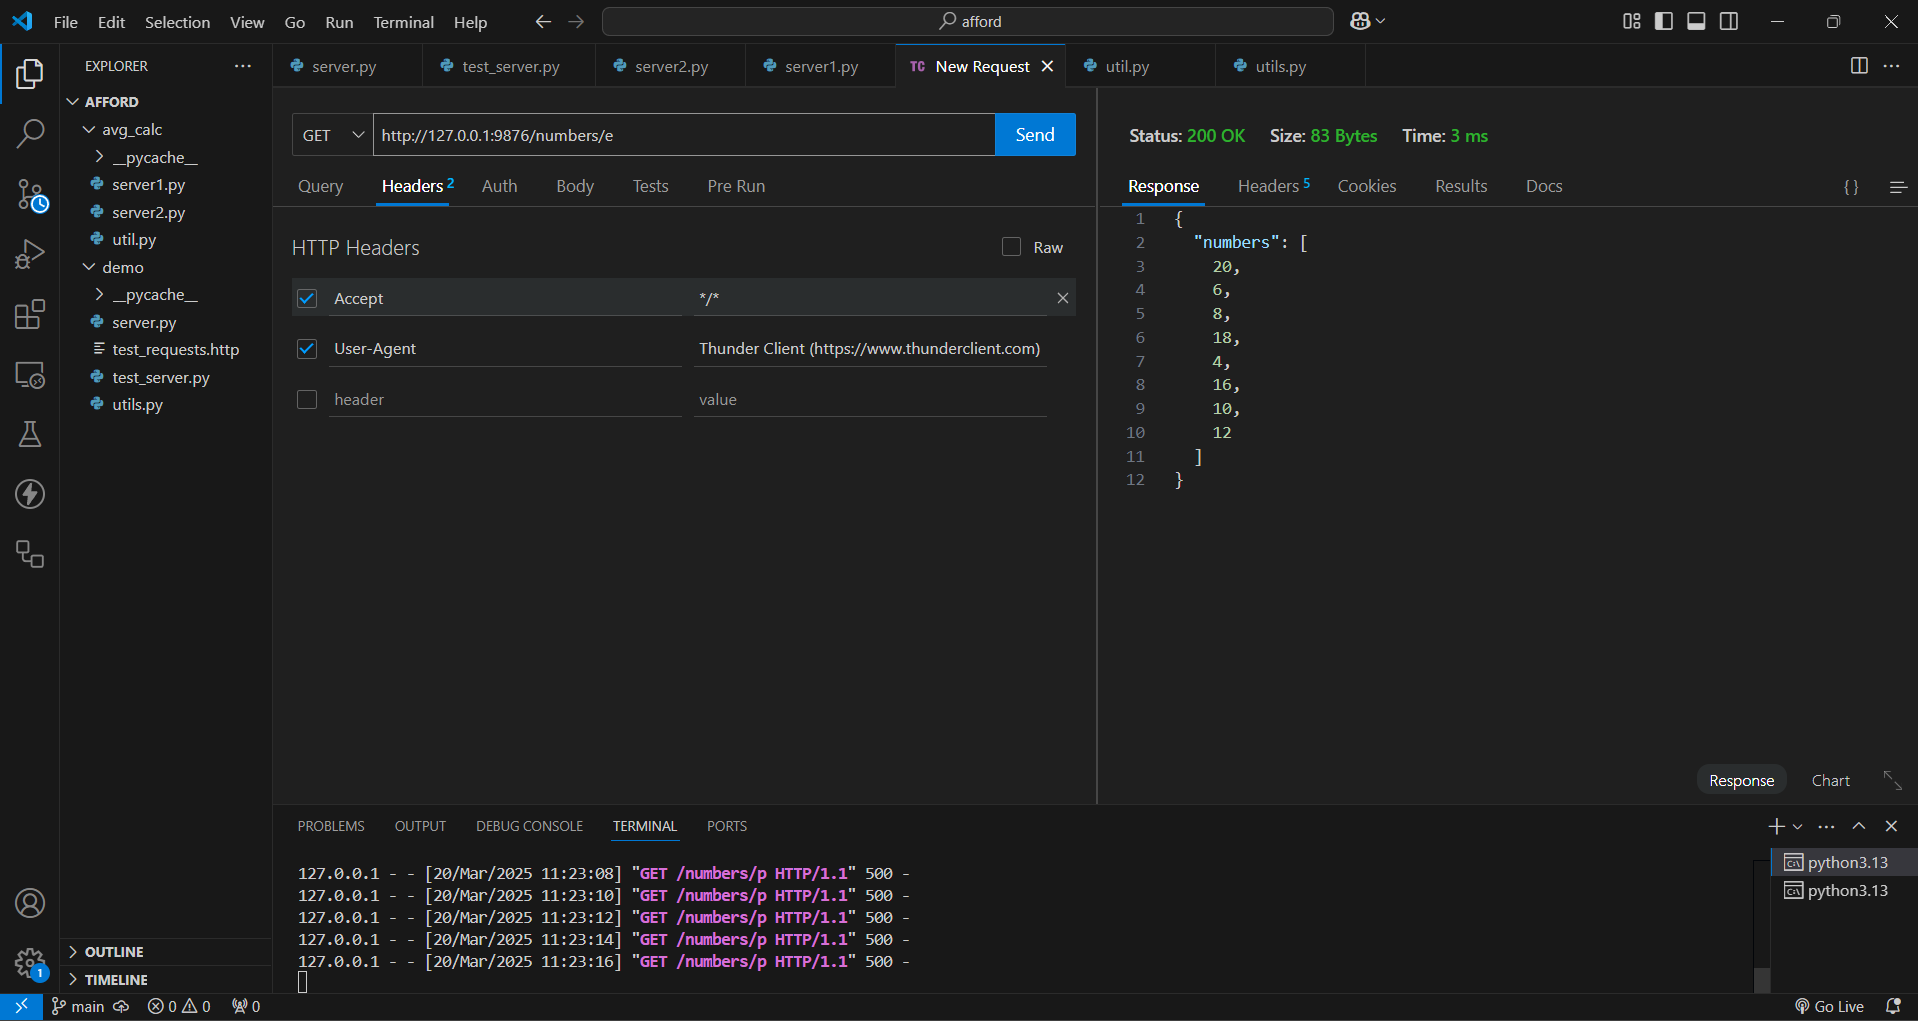 File Edit Selection View Go Run Terminal Help
afford
EXPLORER
AFFORD
avg_calc
__pycache__
server1.py
server2.py
util.py
demo
__pycache__
server.py
test_requests.http
test_server.py
utils.py
OUTLINE
TIMELINE
server.py test_server.py server2.py server1.py TC New Request util.py utils.py
GET http://127.0.0.1:9876/numbers/e Send
Query Headers 2 Auth Body Tests Pre Run
HTTP Headers Raw
Accept */*
User-Agent Thunder Client (https://www.thunderclient.com)
header value
Status: 200 OK Size: 83 Bytes Time: 3 ms
Response Headers 5 Cookies Results Docs {}
1 {
2 "numbers": [
3 20,
4 6,
5 8,
6 18,
7 4,
8 16,
9 10,
10 12
11 ]
12 }
Response Chart
PROBLEMS OUTPUT DEBUG CONSOLE TERMINAL PORTS
127.0.0.1 - - [20/Mar/2025 11:23:08] "GET /numbers/p HTTP/1.1" 500 -
127.0.0.1 - - [20/Mar/2025 11:23:10] "GET /numbers/p HTTP/1.1" 500 -
127.0.0.1 - - [20/Mar/2025 11:23:12] "GET /numbers/p HTTP/1.1" 500 -
127.0.0.1 - - [20/Mar/2025 11:23:14] "GET /numbers/p HTTP/1.1" 500 -
127.0.0.1 - - [20/Mar/2025 11:23:16] "GET /numbers/p HTTP/1.1" 500 -
python3.13
python3.13
1
main 0 0 0 Go Live